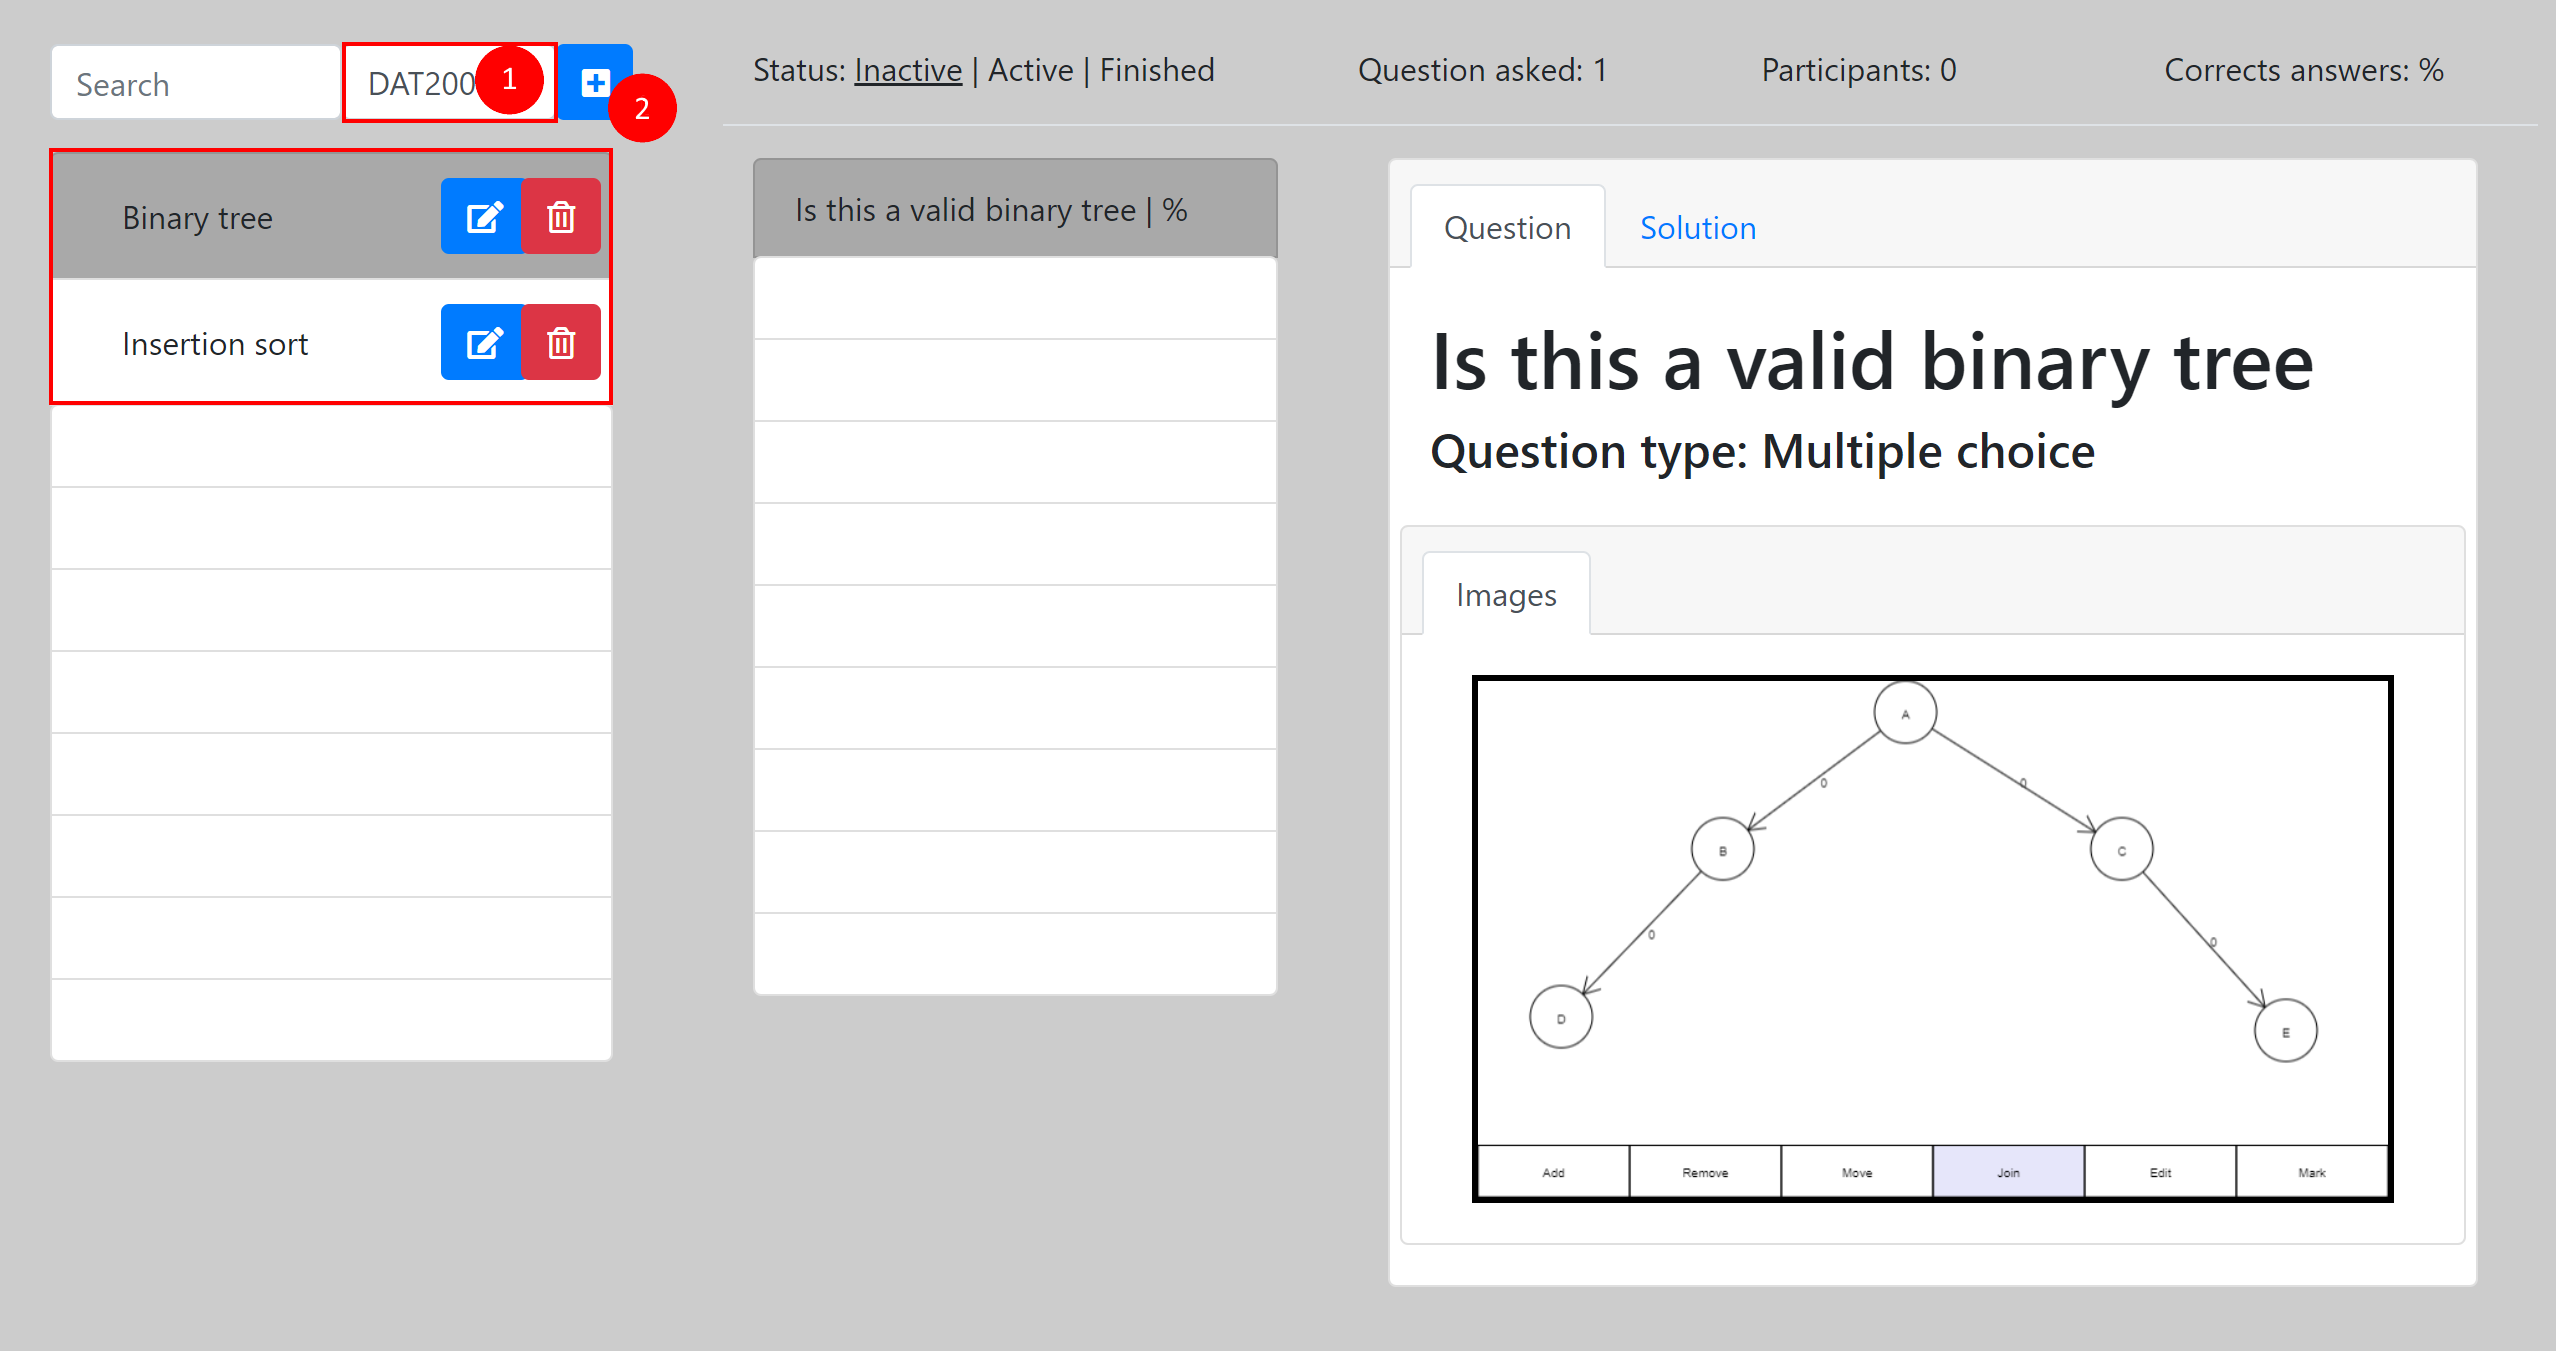 Search
DAT200
1
2
Binary tree
Insertion sort
Status: Inactive | Active | Finished
Question asked: 1
Participants: 0
Corrects answers: %
Is this a valid binary tree | %
Question
Solution
Is this a valid binary tree
Question type: Multiple choice
Images
A
0
0
B
C
0
0
D
E
Add
Remove
Move
Join
Edit
Mark